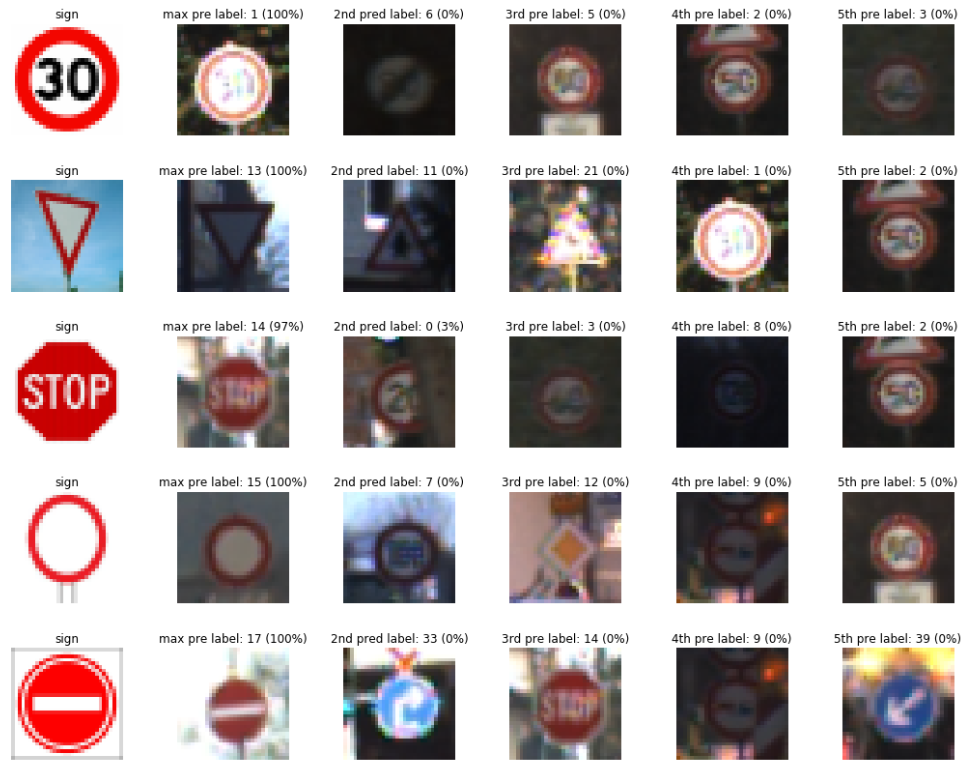 sign max pre label: 1 (100%) 2nd pred label: 6 (0%) 3rd pre label: 5 (0%) 4th pre label: 2 (0%) 5th pre label: 3 (0%)
30 30 80 50
sign max pre label: 13 (100%) 2nd pred label: 11 (0%) 3rd pre label: 21 (0%) 4th pre label: 1 (0%) 5th pre label: 2 (0%)
30 50
sign max pre label: 14 (97%) 2nd pred label: 0 (3%) 3rd pre label: 3 (0%) 4th pre label: 8 (0%) 5th pre label: 2 (0%)
STOP STOP 50
sign max pre label: 15 (100%) 2nd pred label: 7 (0%) 3rd pre label: 12 (0%) 4th pre label: 9 (0%) 5th pre label: 5 (0%)
80
sign max pre label: 17 (100%) 2nd pred label: 33 (0%) 3rd pre label: 14 (0%) 4th pre label: 9 (0%) 5th pre label: 39 (0%)
STOP